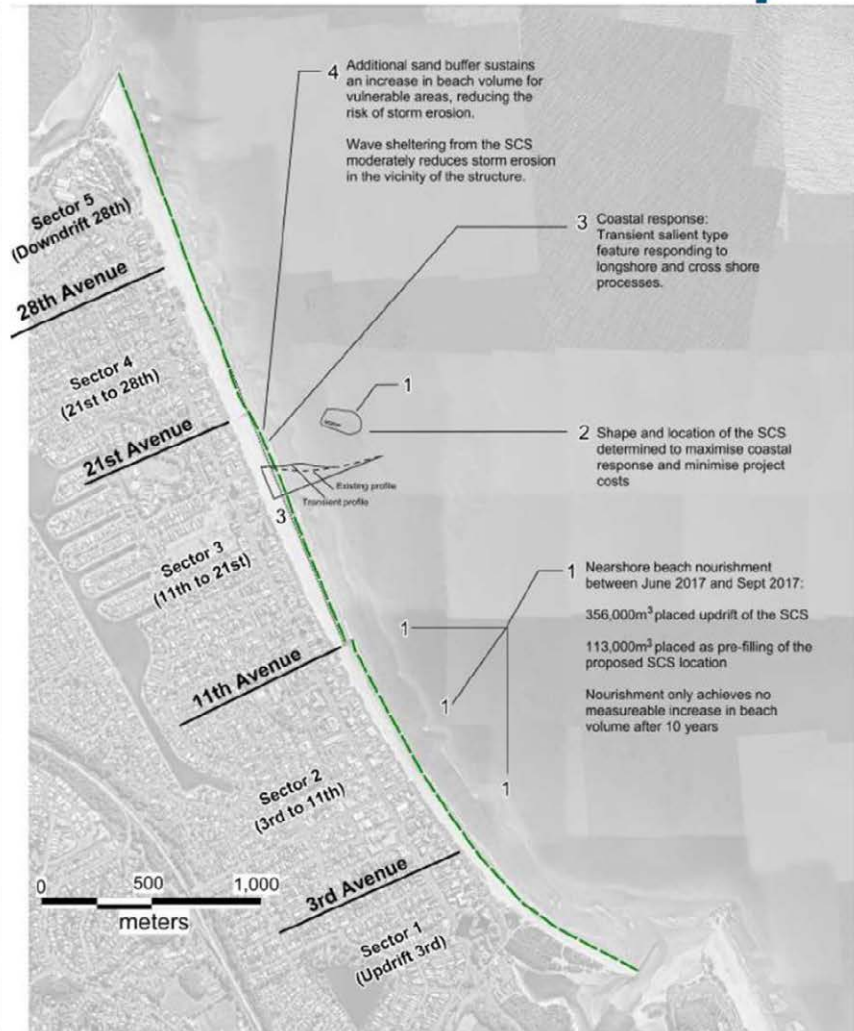 4 Additional sand buffer sustains
an increase in beach volume for
vulnerable areas, reducing the
risk of storm erosion.
Wave sheltering from the SCS
moderately reduces storm erosion
in the vicinity of the structure.
3 Coastal response:
Transient salient type
feature responding to
longshore and cross shore
processes.
Sector 5
(Downdrift 28th)
28th Avenue
Sector 4
(21st to 28th)
1
2 Shape and location of the SCS
determined to maximise coastal
response and minimise project
costs
21st Avenue
Existing profile
Transient profile
3
Sector 3
(11th to 21st)
1 Nearshore beach nourishment
between June 2017 and Sept 2017:
356,000m³ placed updrift of the SCS
113,000m³ placed as pre-filling of the
proposed SCS location
Nourishment only achieves no
measureable increase in beach
volume after 10 years
1
1
1
11th Avenue
Sector 2
(3rd to 11th)
3rd Avenue
0 500 1,000
meters
Sector 1
(Updrift 3rd)